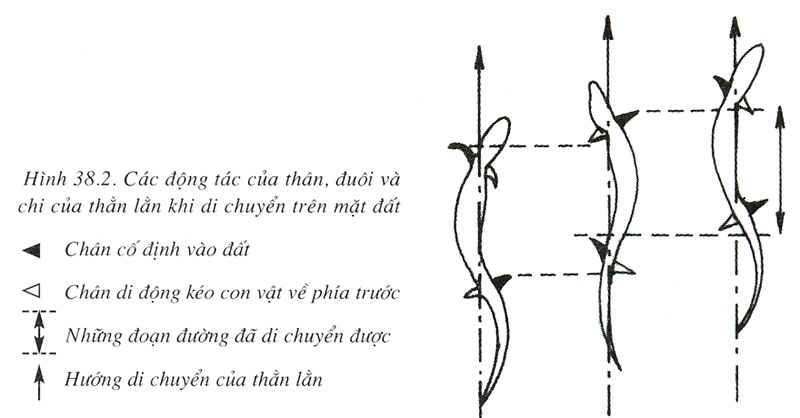 Hình 38.2. Các động tác của thân, đuôi và
chi của thằn lằn khi di chuyển trên mặt đất
Chân cố định vào đất
Chân di động kéo con vật về phía trước
Những đoạn đường đã di chuyển được
Hướng di chuyển của thằn lằn